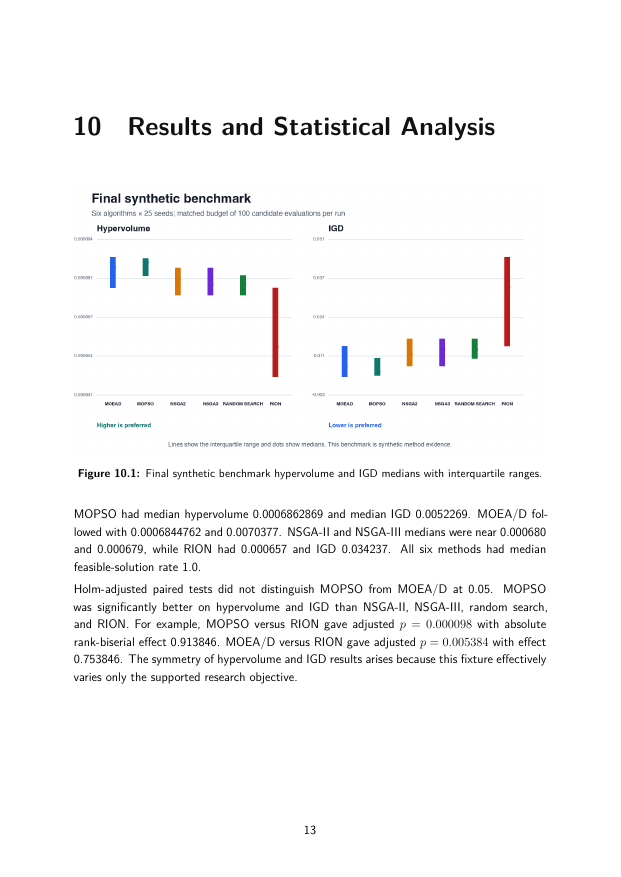 10 Results and Statistical Analysis
Final synthetic benchmark
Six algorithms × 25 seeds; matched budget of 100 candidate evaluations per run
Hypervolume
0.000694
0.000681
0.000667
0.000654
0.000641
MOEAD MOPSO NSGA2 NSGA3 RANDOM SEARCH RION
Higher is preferred
IGD
0.051
0.037
0.024
0.011
-0.003
MOEAD MOPSO NSGA2 NSGA3 RANDOM SEARCH RION
Lower is preferred
Lines show the interquartile range and dots show medians. This benchmark is synthetic method evidence.
Figure 10.1: Final synthetic benchmark hypervolume and IGD medians with interquartile ranges.
MOPSO had median hypervolume 0.0006862869 and median IGD 0.0052269. MOEA/D fol-
lowed with 0.0006844762 and 0.0070377. NSGA-II and NSGA-III medians were near 0.000680
and 0.000679, while RION had 0.000657 and IGD 0.034237. All six methods had median
feasible-solution rate 1.0.
Holm-adjusted paired tests did not distinguish MOPSO from MOEA/D at 0.05. MOPSO
was significantly better on hypervolume and IGD than NSGA-II, NSGA-III, random search,
and RION. For example, MOPSO versus RION gave adjusted p = 0.000098 with absolute
rank-biserial effect 0.913846. MOEA/D versus RION gave adjusted p = 0.005384 with effect
0.753846. The symmetry of hypervolume and IGD results arises because this fixture effectively
varies only the supported research objective.
13